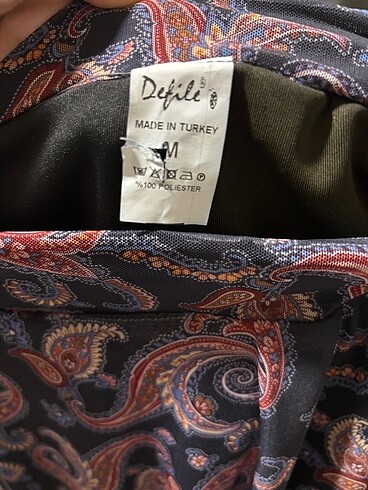 Defile
MADE IN TURKEY
M
%100 POLIESTER